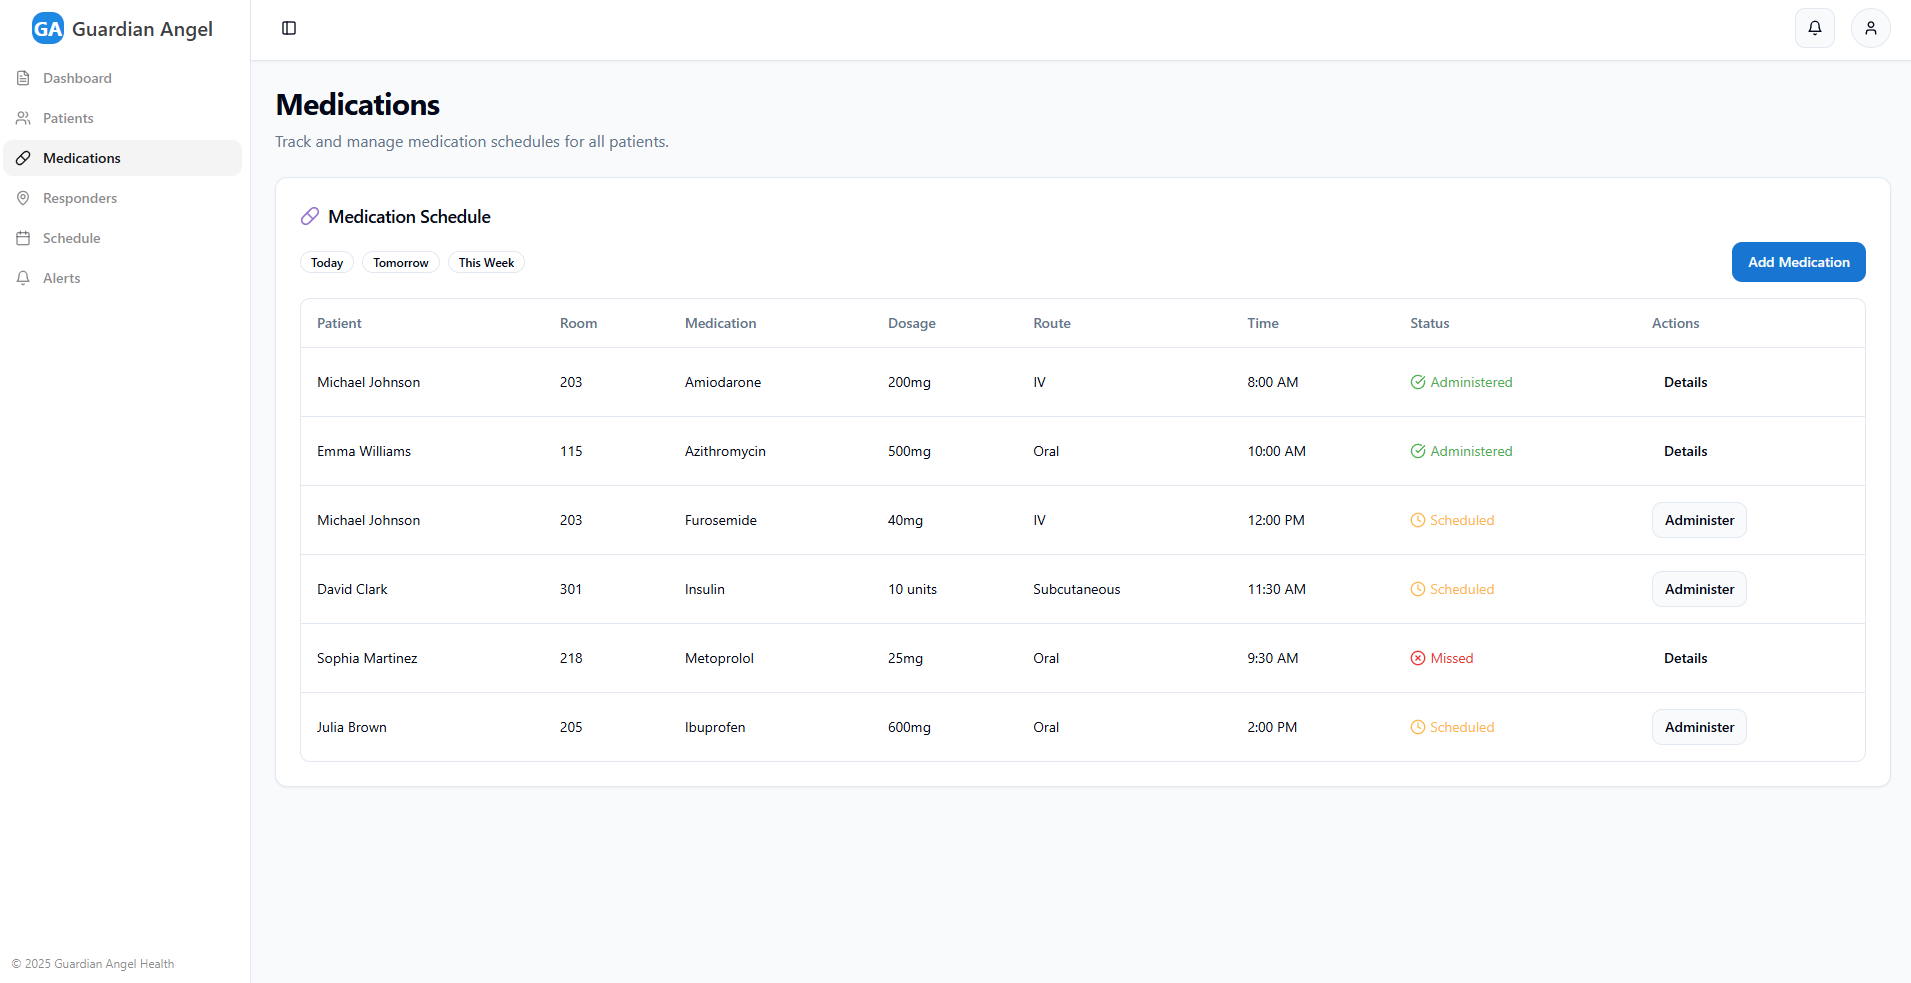 GA Guardian Angel
Dashboard
Patients
Medications
Responders
Schedule
Alerts
© 2025 Guardian Angel Health
Medications
Track and manage medication schedules for all patients.
Medication Schedule
Today Tomorrow This Week Add Medication
Patient Room Medication Dosage Route Time Status Actions
Michael Johnson 203 Amiodarone 200mg IV 8:00 AM Administered Details
Emma Williams 115 Azithromycin 500mg Oral 10:00 AM Administered Details
Michael Johnson 203 Furosemide 40mg IV 12:00 PM Scheduled Administer
David Clark 301 Insulin 10 units Subcutaneous 11:30 AM Scheduled Administer
Sophia Martinez 218 Metoprolol 25mg Oral 9:30 AM Missed Details
Julia Brown 205 Ibuprofen 600mg Oral 2:00 PM Scheduled Administer